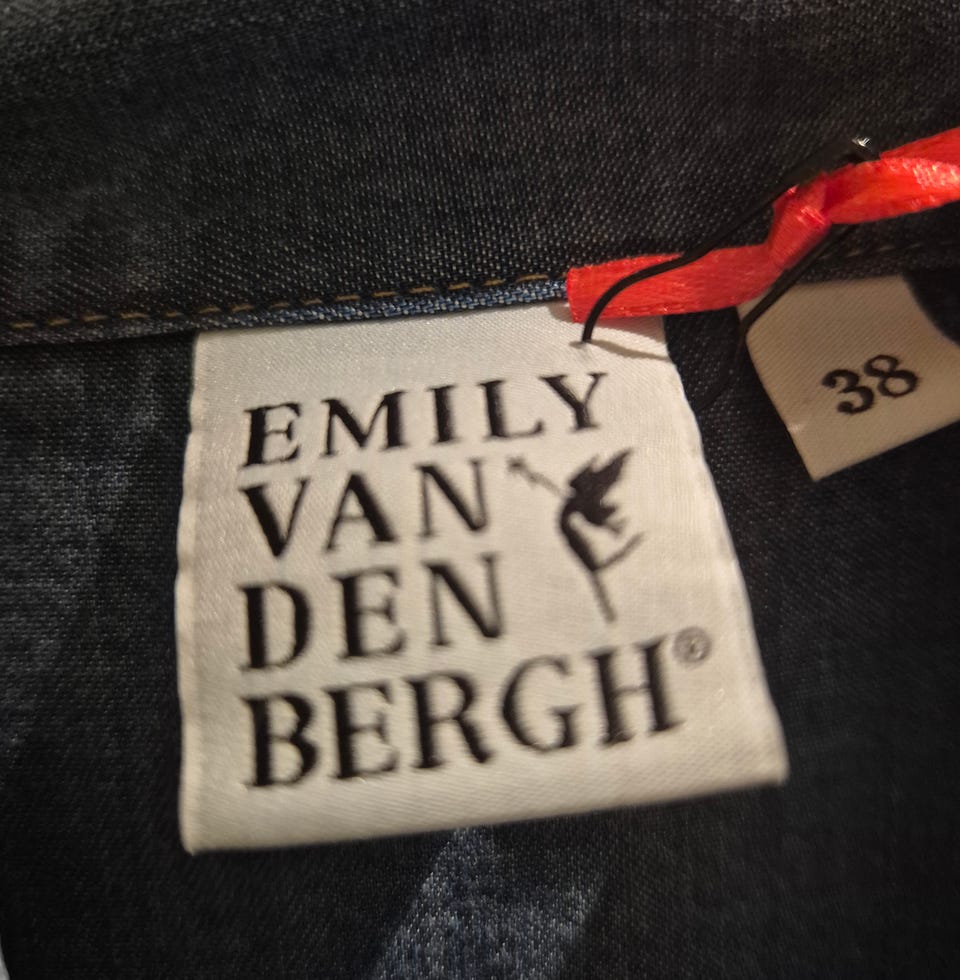 EMILY
VAN
DEN
BERGH®
38